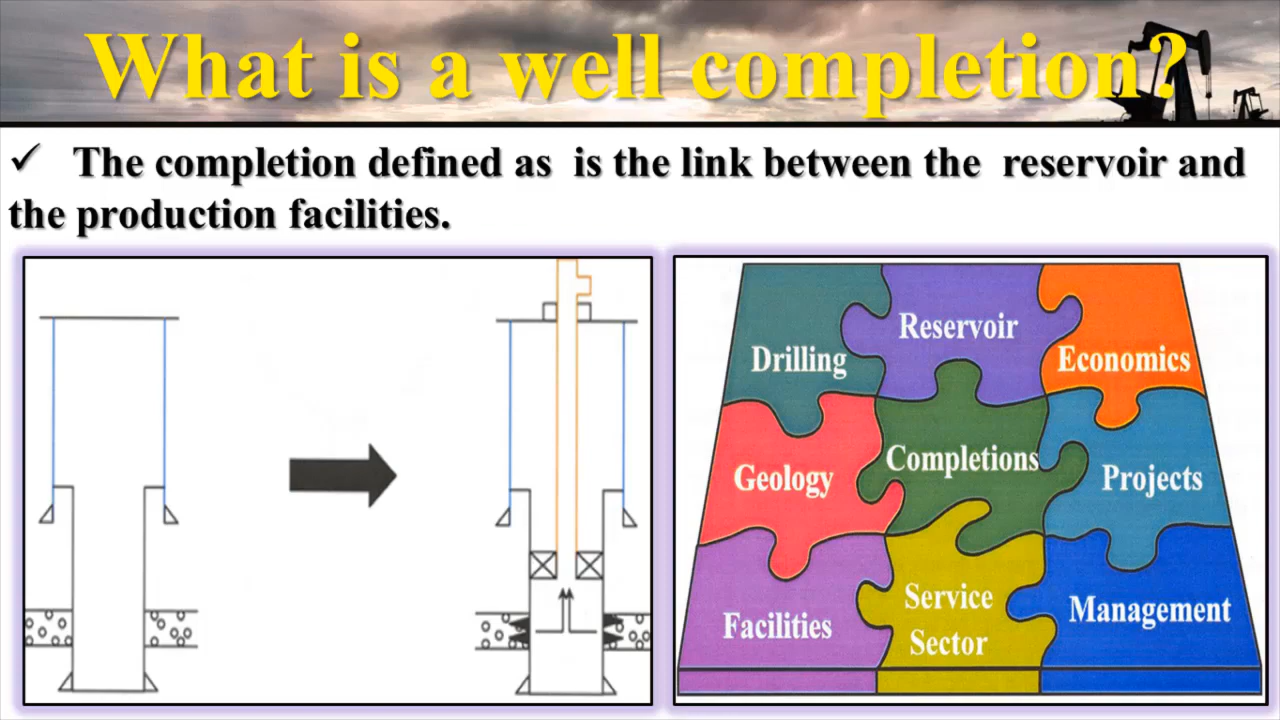 What is a well completion?
✓ The completion defined as is the link between the reservoir and
the production facilities.
Drilling
Reservoir
Economics
Geology
Completions
Projects
Facilities
Service
Sector
Management